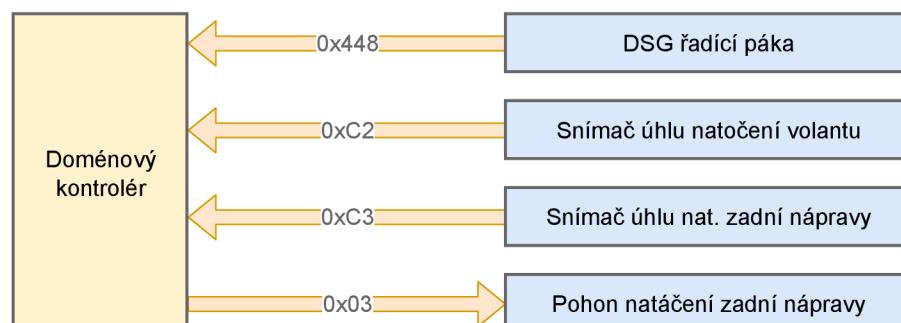 0x448
DSG řadící páka
0xC2
Snímač úhlu natočení volantu
Doménový
kontrolér
0xC3
Snímač úhlu nat. zadní nápravy
0x03
Pohon natáčení zadní nápravy